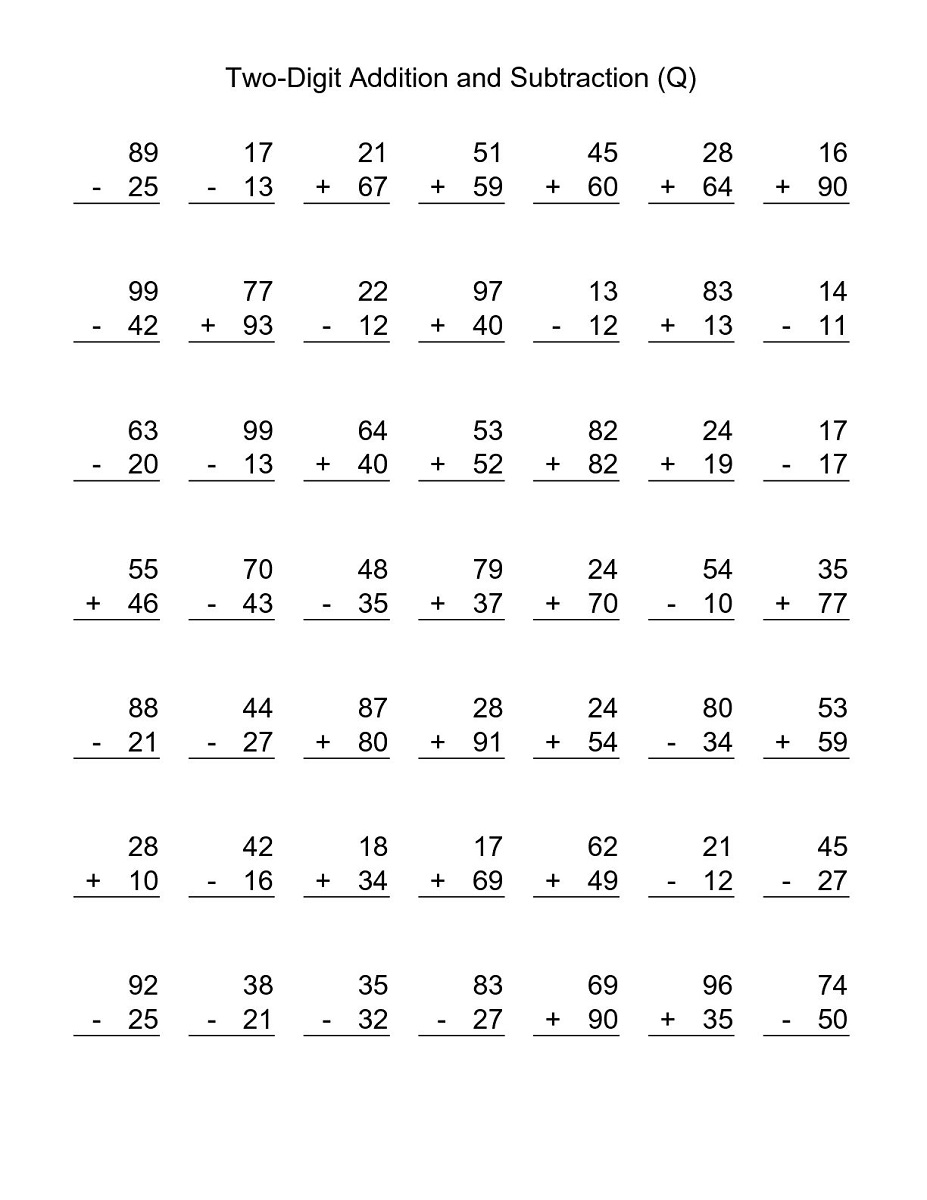 Two-Digit Addition and Subtraction (Q)
89 17 21 51 45 28 16
- 25 - 13 + 67 + 59 + 60 + 64 + 90
99 77 22 97 13 83 14
- 42 + 93 - 12 + 40 - 12 + 13 - 11
63 99 64 53 82 24 17
- 20 - 13 + 40 + 52 + 82 + 19 - 17
55 70 48 79 24 54 35
+ 46 - 43 - 35 + 37 + 70 - 10 + 77
88 44 87 28 24 80 53
- 21 - 27 + 80 + 91 + 54 - 34 + 59
28 42 18 17 62 21 45
+ 10 - 16 + 34 + 69 + 49 - 12 - 27
92 38 35 83 69 96 74
- 25 - 21 - 32 - 27 + 90 + 35 - 50